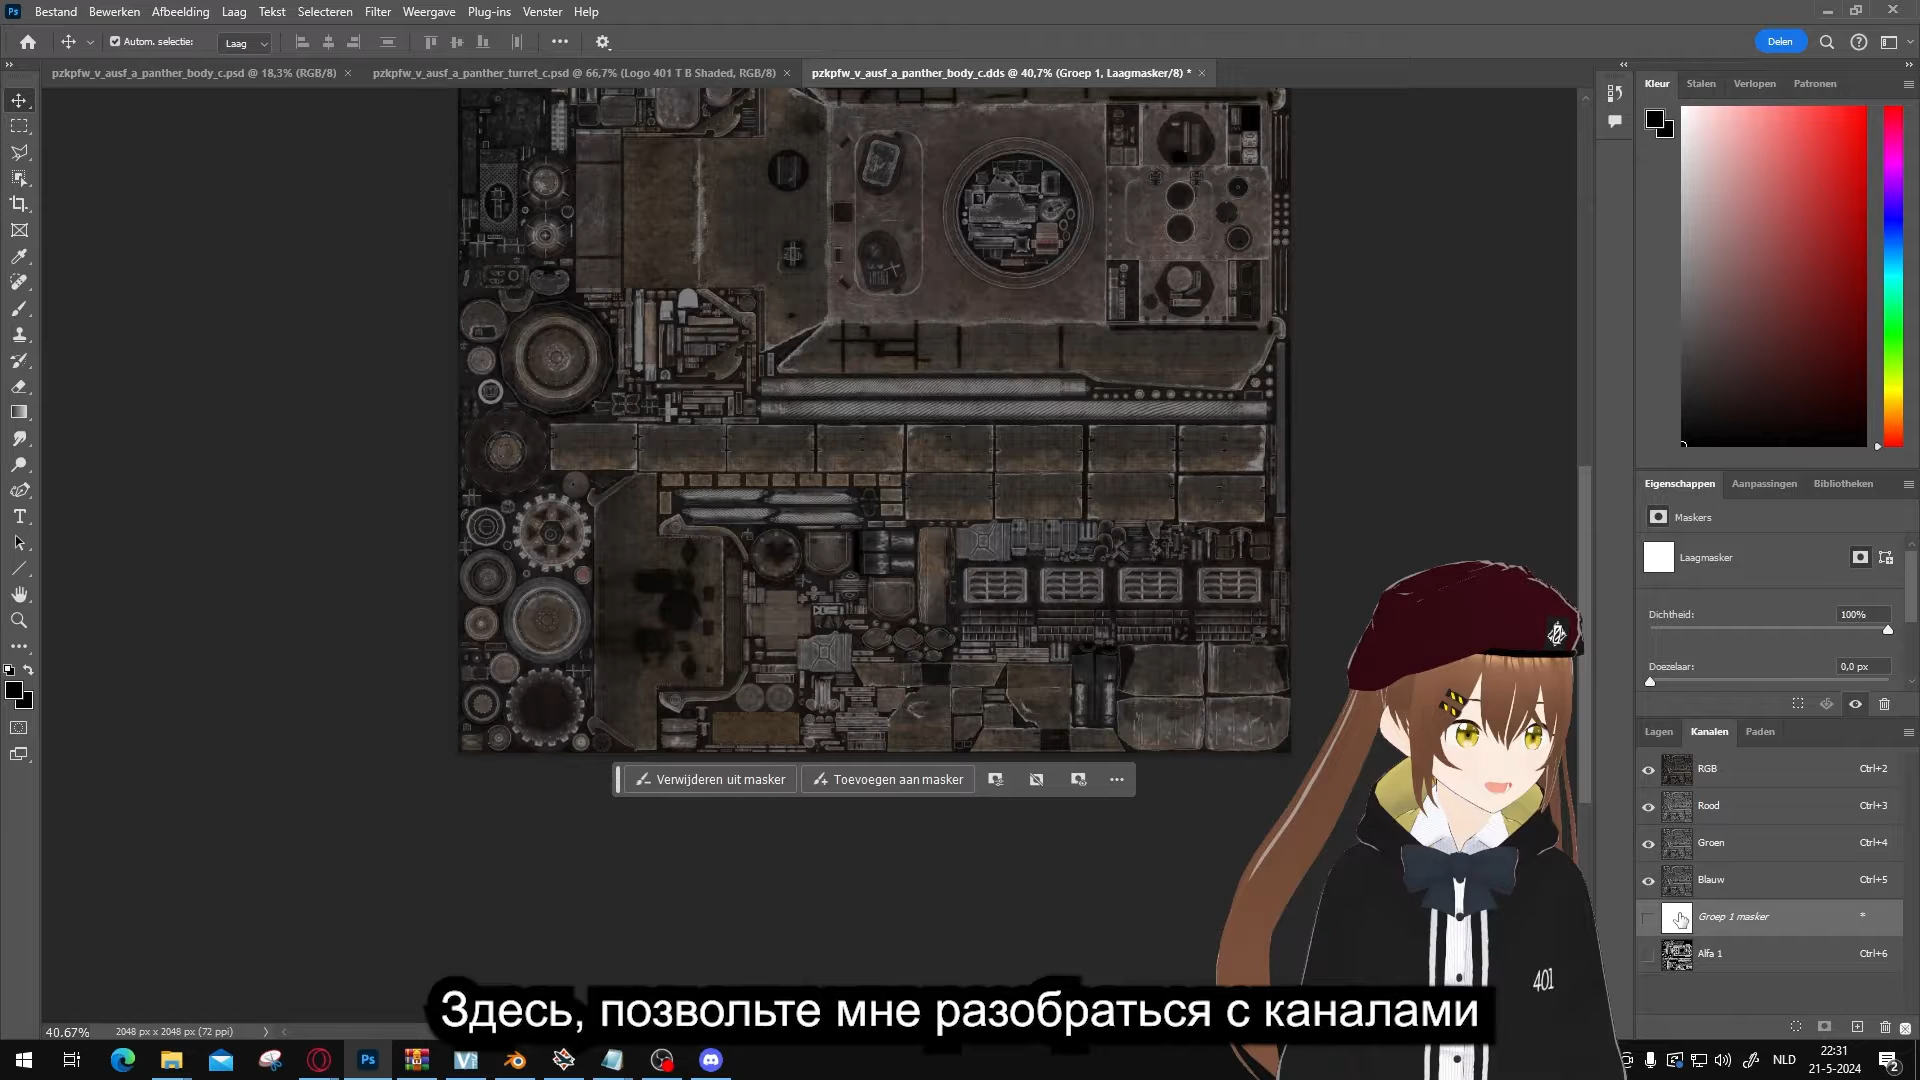 Ps Bestand Bewerken Afbeelding Laag Tekst Selecteren Filter Weergave Plug-ins Venster Help
Autom. selectie: Laag Delen
pzkpfw_v_ausf_a_panther_body_c.psd @ 18,3% (RGB/8)
pzkpfw_v_ausf_a_panther_turret_c.psd @ 66,7% (Logo 401 T B Shaded, RGB/8)
pzkpfw_v_ausf_a_panther_body_c.dds @ 40,7% (Groep 1, Laagmasker/8) *
Kleur Stalen Verlopen Patronen
Eigenschappen Aanpassingen Bibliotheken
Maskers
Laagmasker
Dichtheid: 100%
Doezelaar: 0,0 px
Lagen Kanalen Paden
RGB Ctrl+2
Rood Ctrl+3
Groen Ctrl+4
Blauw Ctrl+5
Groep 1 masker *
Alfa 1 Ctrl+6
Verwijderen uit masker Toevoegen aan masker
401
Здесь, позвольте мне разобраться с каналами
40.67% 2048 px x 2048 px (72 ppi)
Ps
NLD
22:31
21-5-2024
2